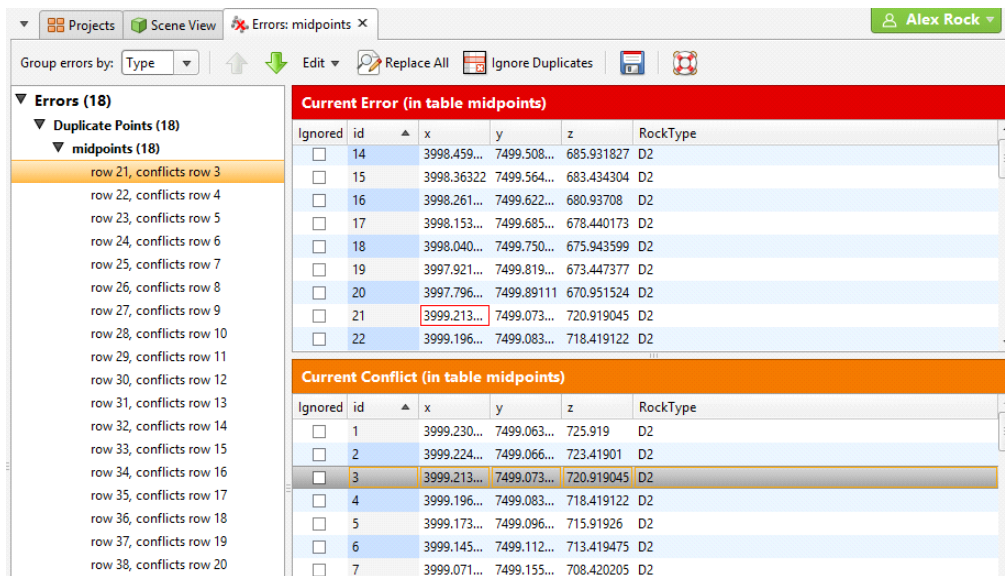 Projects Scene View Errors: midpoints Alex Rock
Group errors by: Type Edit Replace All Ignore Duplicates
Errors (18)
Duplicate Points (18)
midpoints (18)
row 21, conflicts row 3
row 22, conflicts row 4
row 23, conflicts row 5
row 24, conflicts row 6
row 25, conflicts row 7
row 26, conflicts row 8
row 27, conflicts row 9
row 28, conflicts row 10
row 29, conflicts row 11
row 30, conflicts row 12
row 31, conflicts row 13
row 32, conflicts row 14
row 33, conflicts row 15
row 34, conflicts row 16
row 35, conflicts row 17
row 36, conflicts row 18
row 37, conflicts row 19
row 38, conflicts row 20
Current Error (in table midpoints)
Ignored id x y z RockType
14 3998.459... 7499.508... 685.931827 D2
15 3998.36322 7499.564... 683.434304 D2
16 3998.261... 7499.622... 680.93708 D2
17 3998.153... 7499.685... 678.440173 D2
18 3998.040... 7499.750... 675.943599 D2
19 3997.921... 7499.819... 673.447377 D2
20 3997.796... 7499.89111 670.951524 D2
21 3999.213... 7499.073... 720.919045 D2
22 3999.196... 7499.083... 718.419122 D2
Current Conflict (in table midpoints)
Ignored id x y z RockType
1 3999.230... 7499.063... 725.919 D2
2 3999.224... 7499.066... 723.41901 D2
3 3999.213... 7499.073... 720.919045 D2
4 3999.196... 7499.083... 718.419122 D2
5 3999.173... 7499.096... 715.91926 D2
6 3999.145... 7499.112... 713.419475 D2
7 3999.071... 7499.155... 708.420205 D2